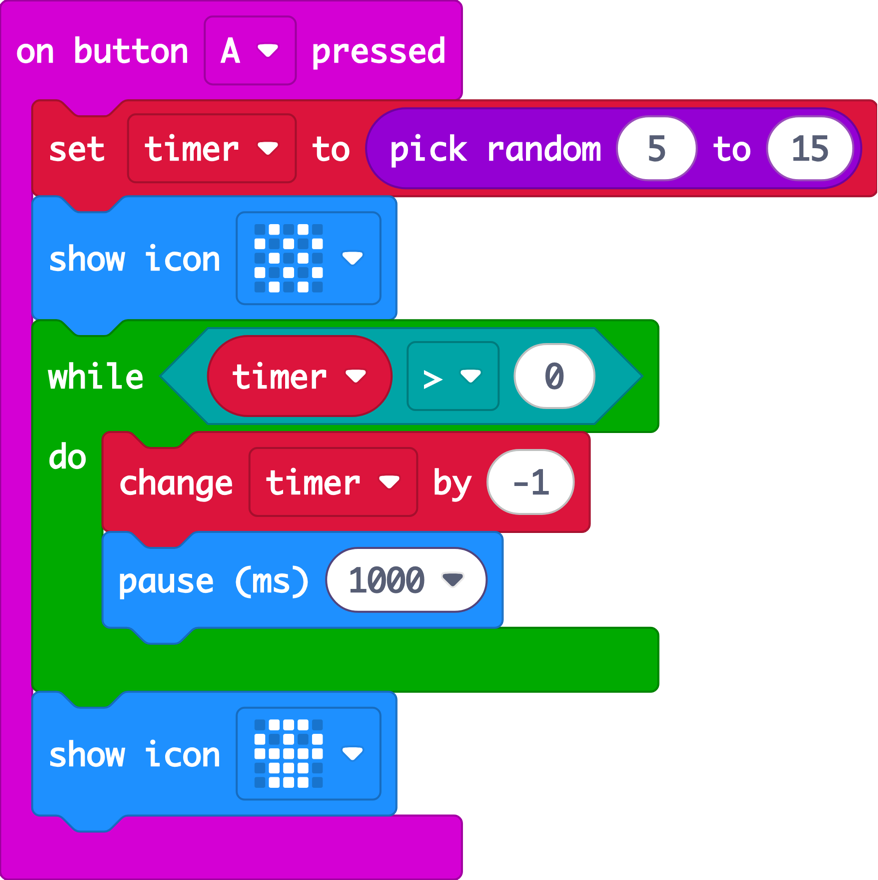 on button A pressed
set timer to pick random 5 to 15
show icon
while timer > 0
do
change timer by -1
pause (ms) 1000
show icon